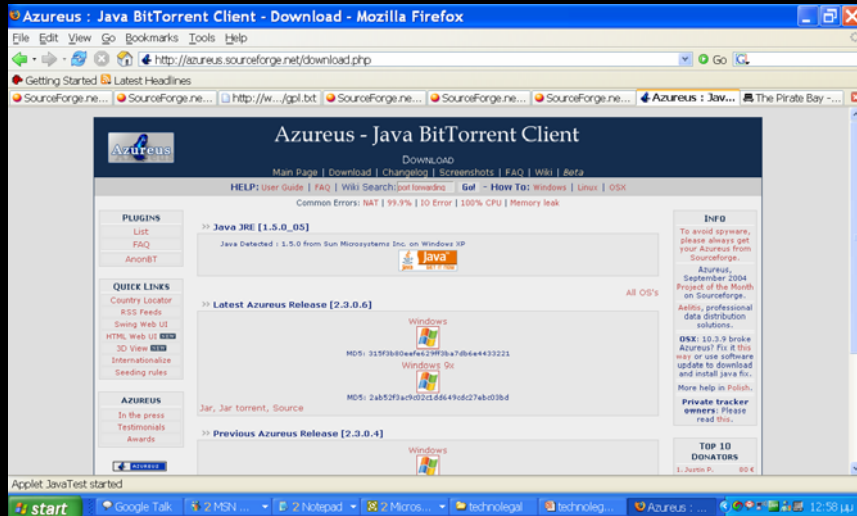 Azureus : Java BitTorrent Client - Download - Mozilla Firefox
File Edit View Go Bookmarks Tools Help
http://azureus.sourceforge.net/download.php
Go
Getting Started Latest Headlines
SourceForge.ne... SourceForge.ne... http://w.../gpl.txt SourceForge.ne... SourceForge.ne... SourceForge.ne... Azureus : Jav... The Pirate Bay - ...
Azureus
Azureus - Java BitTorrent Client
Download
Main Page | Download | Changelog | Screenshots | FAQ | Wiki | Beta
HELP: User Guide | FAQ | Wiki Search: port forwarding Go! - How To: Windows | Linux | OSX
Common Errors: NAT | 99.9% | IO Error | 100% CPU | Memory leak
Plugins
List
FAQ
AnonBT
Quick Links
Country Locator
RSS Feeds
Swing Web UI
HTML Web UI NEW
3D View NEW
Internationalize
Seeding rules
Azureus
In the press
Testimonials
Awards
AZUREUS
>> Java JRE [1.5.0_05]
Java Detected : 1.5.0 from Sun Microsystems Inc. on Windows XP
Java
GET IT NOW
All OS's
>> Latest Azureus Release [2.3.0.6]
Windows
MD5: 315f3b80eefe629ff3ba7db6e4433221
Windows 9x
MD5: 2ab52f3ac9c02c1dd649cdc27abc03bd
Jar, Jar torrent, Source
>> Previous Azureus Release [2.3.0.4]
Windows
Info
To avoid spyware,
please always get
your Azureus from
Sourceforge.
Azureus,
September 2004
Project of the Month
on Sourceforge.
Aelitis, professional
data distribution
solutions.
OSX: 10.3.9 broke
Azureus? Fix it this
way or use software
update to download
and install java fix.
More help in Polish.
Private tracker
owners: Please
read this.
Top 10
Donators
1. Justin P.
Applet JavaTest started
start Google Talk 2 MSN ... 2 Notepad 2 Micros... technolegal technoleg... Azureus : ... 12:58 μμ